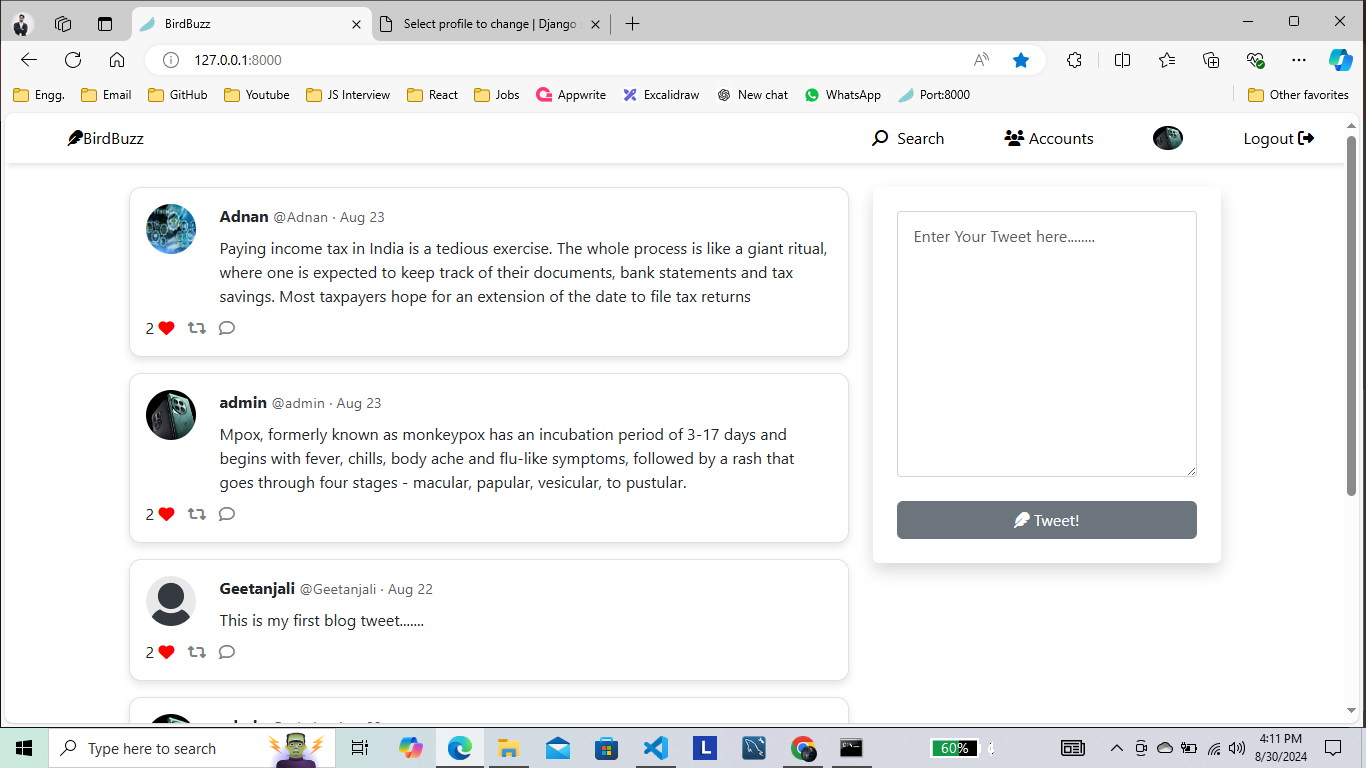 BirdBuzz
Select profile to change | Django
127.0.0.1:8000
Engg.
Email
GitHub
Youtube
JS Interview
React
Jobs
Appwrite
Excalidraw
New chat
WhatsApp
Port:8000
Other favorites
BirdBuzz
Search
Accounts
Logout
Adnan @Adnan · Aug 23
Paying income tax in India is a tedious exercise. The whole process is like a giant ritual,
where one is expected to keep track of their documents, bank statements and tax
savings. Most taxpayers hope for an extension of the date to file tax returns
2
admin @admin · Aug 23
Mpox, formerly known as monkeypox has an incubation period of 3-17 days and
begins with fever, chills, body ache and flu-like symptoms, followed by a rash that
goes through four stages - macular, papular, vesicular, to pustular.
2
Geetanjali @Geetanjali · Aug 22
This is my first blog tweet.......
2
Enter Your Tweet here........
Tweet!
Type here to search
L
60%
4:11 PM
8/30/2024